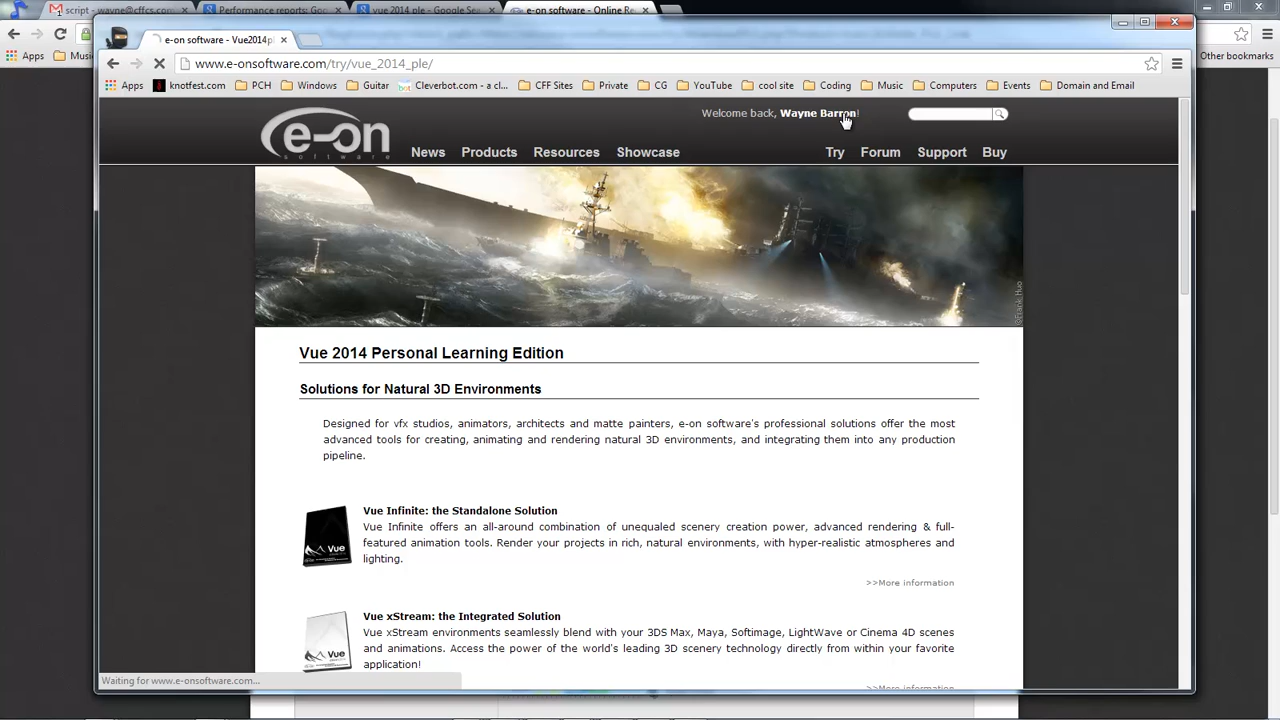 script - wayne@cffcs.com
Performance reports: Goo
vue 2014 ple - Google Sea
e-on software - Online Re
e-on software - Vue2014pl
www.e-onsoftware.com/try/vue_2014_ple/
Apps
Music
Other bookmarks
Apps
knotfest.com
PCH
Windows
Guitar
Cleverbot.com - a cl...
CFF Sites
Private
CG
YouTube
cool site
Coding
Music
Computers
Events
Domain and Email
e-on
software
Welcome back, Wayne Barron!
News
Products
Resources
Showcase
Try
Forum
Support
Buy
Vue 2014 Personal Learning Edition
Solutions for Natural 3D Environments
Designed for vfx studios, animators, architects and matte painters, e-on software's professional solutions offer the most
advanced tools for creating, animating and rendering natural 3D environments, and integrating them into any production
pipeline.
Vue Infinite: the Standalone Solution
Vue Infinite offers an all-around combination of unequaled scenery creation power, advanced rendering & full-
featured animation tools. Render your projects in rich, natural environments, with hyper-realistic atmospheres and
lighting.
>>More information
Vue xStream: the Integrated Solution
Vue xStream environments seamlessly blend with your 3DS Max, Maya, Softimage, LightWave or Cinema 4D scenes
and animations. Access the power of the world's leading 3D scenery technology directly from within your favorite
application!
>>More information
Waiting for www.e-onsoftware.com...